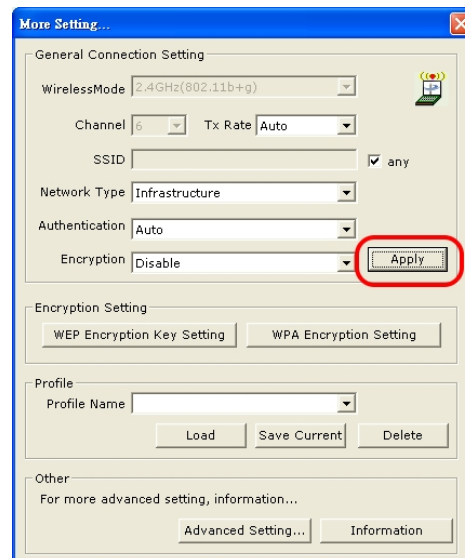 More Setting...
General Connection Setting
WirelessMode 2.4GHz(802.11b+g)
Channel 6 Tx Rate Auto
SSID any
Network Type Infrastructure
Authentication Auto
Encryption Disable Apply
Encryption Setting
WEP Encryption Key Setting WPA Encryption Setting
Profile
Profile Name
Load Save Current Delete
Other
For more advanced setting, information...
Advanced Setting... Information